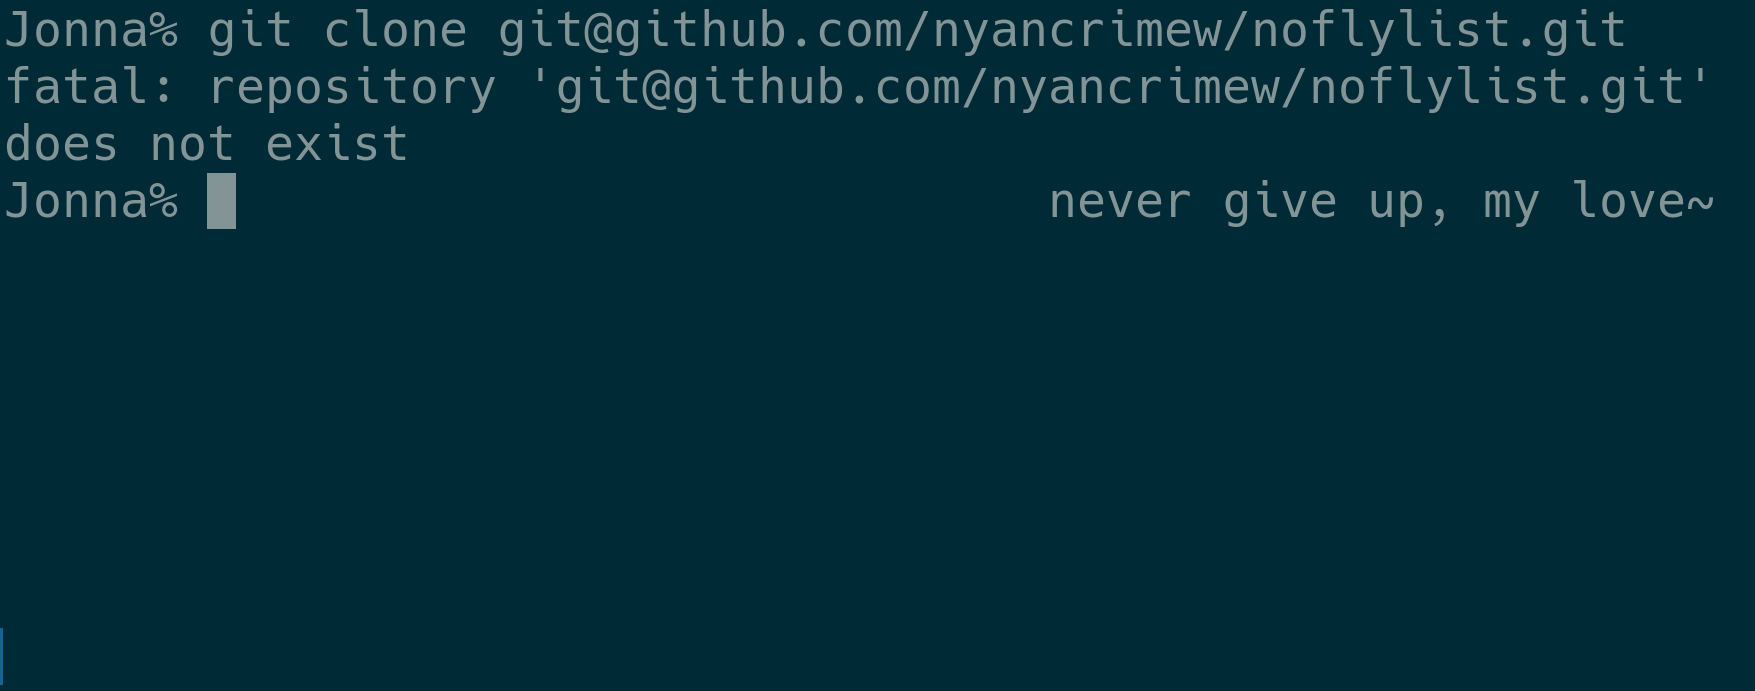 Jonna% git clone git@github.com/nyancrimew/noflylist.git
fatal: repository 'git@github.com/nyancrimew/noflylist.git'
does not exist
Jonna% never give up, my love~